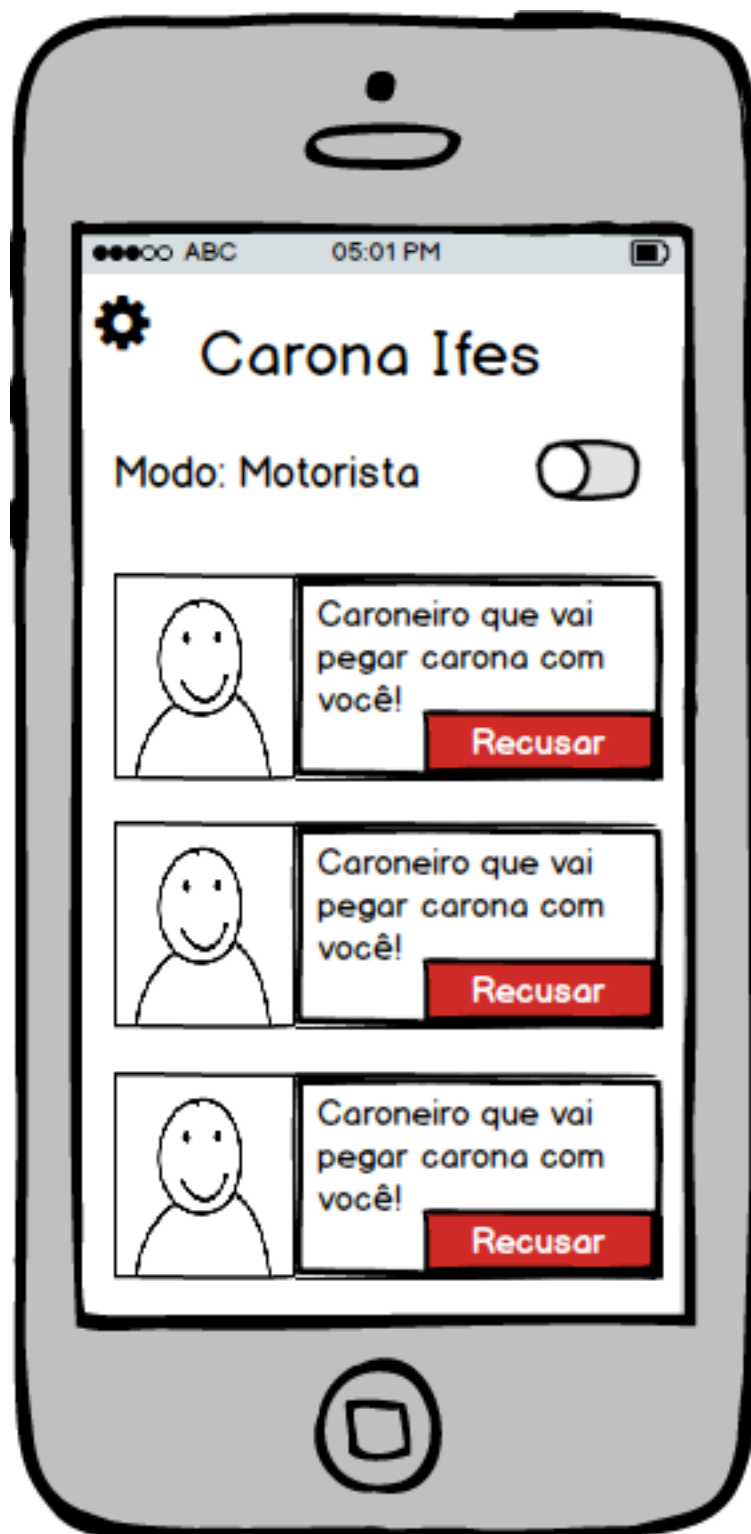 ABC 05:01 PM
Carona Ifes
Modo: Motorista
Caroneiro que vai
pegar carona com
você!
Recusar
Caroneiro que vai
pegar carona com
você!
Recusar
Caroneiro que vai
pegar carona com
você!
Recusar